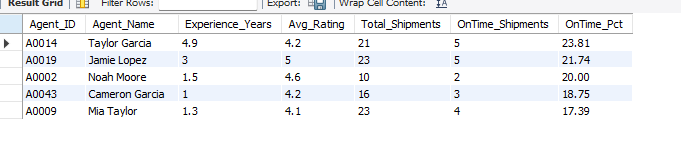 Result Grid Filter Rows: Export: Wrap Cell Content:
Agent_ID Agent_Name Experience_Years Avg_Rating Total_Shipments OnTime_Shipments OnTime_Pct
A0014 Taylor Garcia 4.9 4.2 21 5 23.81
A0019 Jamie Lopez 3 5 23 5 21.74
A0002 Noah Moore 1.5 4.6 10 2 20.00
A0043 Cameron Garcia 1 4.2 16 3 18.75
A0009 Mia Taylor 1.3 4.1 23 4 17.39